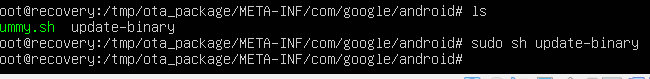 oot@recovery:/tmp/ota_package/META-INF/com/google/android# ls
ummy.sh  update-binary
oot@recovery:/tmp/ota_package/META-INF/com/google/android# sudo sh update-binary
oot@recovery:/tmp/ota_package/META-INF/com/google/android#